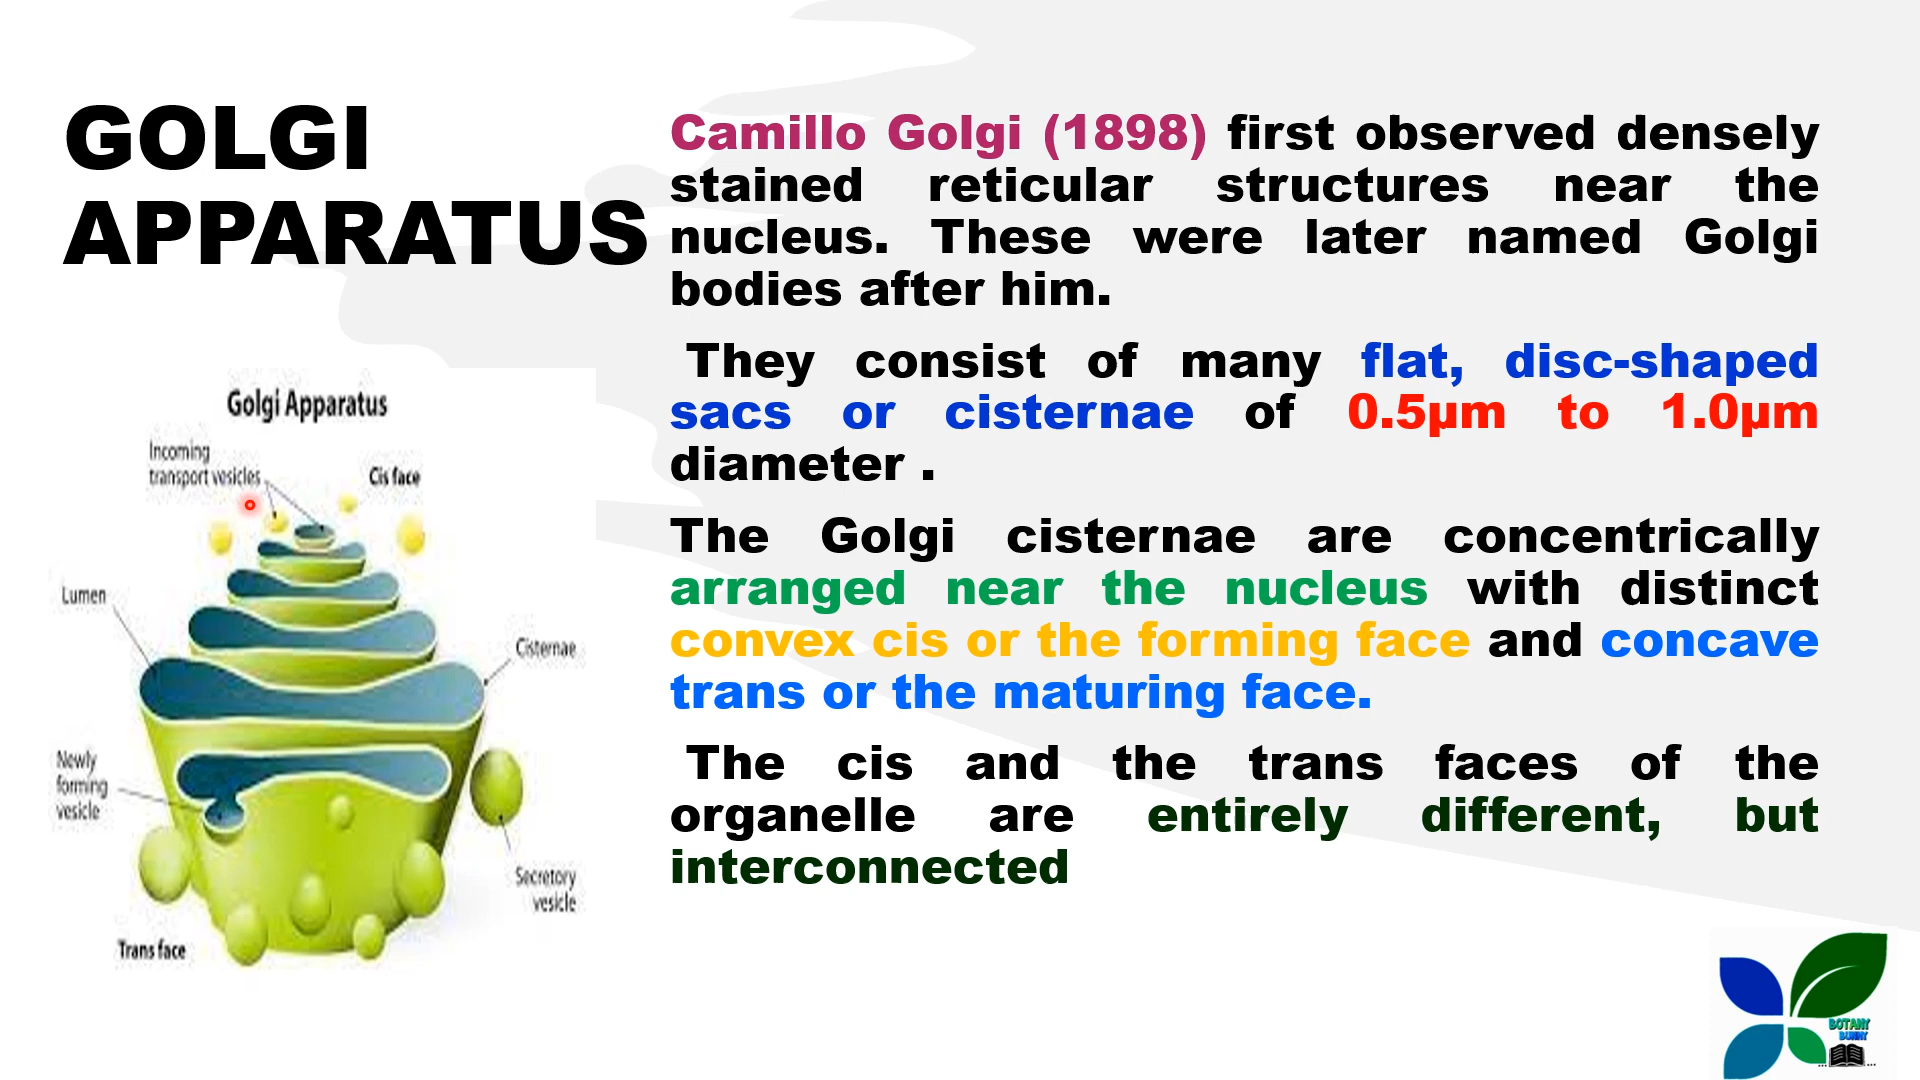 GOLGI
APPARATUS
Camillo Golgi (1898) first observed densely
stained reticular structures near the
nucleus. These were later named Golgi
bodies after him.
They consist of many flat, disc-shaped
sacs or cisternae of 0.5µm to 1.0µm
diameter .
The Golgi cisternae are concentrically
arranged near the nucleus with distinct
convex cis or the forming face and concave
trans or the maturing face.
The cis and the trans faces of the
organelle are entirely different, but
interconnected
Golgi Apparatus
Incoming
transport vesicles
Cis face
Lumen
Cisternae
Newly
forming
vesicle
Secretory
vesicle
Trans face
BOTANY
BUNNY